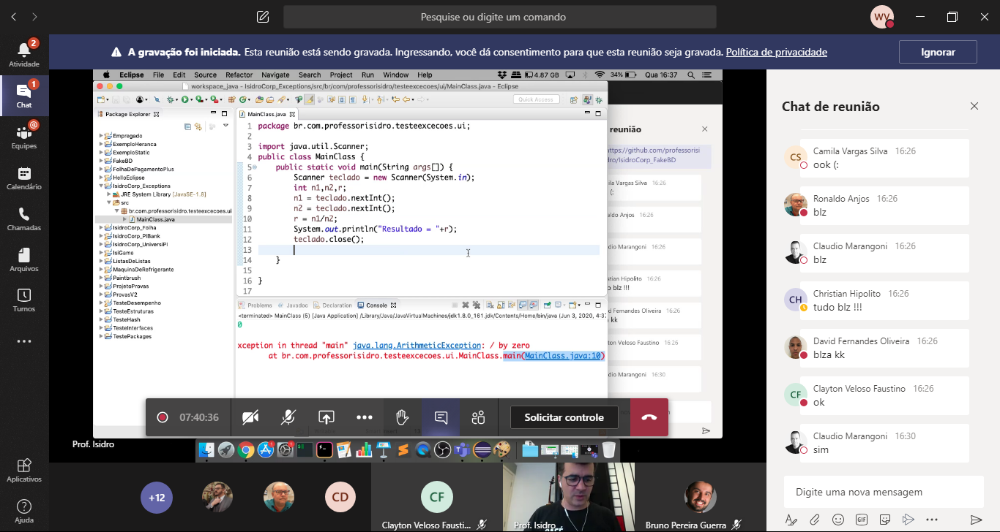 Pesquise ou digite um comando
WV
A gravação foi iniciada. Esta reunião está sendo gravada. Ingressando, você dá consentimento para que esta reunião seja gravada. Política de privacidade
Ignorar
2
Atividade
1
Chat
@
Equipes
Calendário
Chamadas
Arquivos
Turnos
Aplicativos
Ajuda
Eclipse File Edit Source Refactor Navigate Search Project Run Window Help
4.87 GB 34% Qua 16:37
workspace_java - IsidroCorp_Exceptions/src/br/com/professorisidro/testeexcecoes/ui/MainClass.java - Eclipse
Quick Access
Package Explorer
Empregado
ExemploHeranca
ExemploStatic
FakeBD
FolhaDePagamentoPlus
HelloEclipse
IsidroCorp_Exceptions
JRE System Library [JavaSE-1.8]
src
br.com.professorisidro.testeexcecoes.ui
MainClass.java
IsidroCorp_Folha
IsidroCorp_PIBank
IsidroCorp_UniversiPI
IsiGame
ListasDeListas
MaquinaDeRefrigerante
Paintbrush
ProjetoProvas
ProvasV2
TesteDesempenho
TesteEstruturas
TesteHash
TesteInterfaces
TestePackages
MainClass.java
1 package br.com.professorisidro.testeexcecoes.ui;
2
3 import java.util.Scanner;
4 public class MainClass {
5 public static void main(String args[]) {
6 Scanner teclado = new Scanner(System.in);
7 int n1,n2,r;
8 n1 = teclado.nextInt();
9 n2 = teclado.nextInt();
10 r = n1/n2;
11 System.out.println("Resultado = "+r);
12 teclado.close();
13
14 }
15
16 }
17
Problems Javadoc Declaration Console
<terminated> MainClass (5) [Java Application] /Library/Java/JavaVirtualMachines/jdk1.8.0_161.jdk/Contents/Home/bin/java (Jun 3, 2020, 4:3
0
xception in thread "main" java.lang.ArithmeticException: / by zero
at br.com.professorisidro.testeexcecoes.ui.MainClass.main(MainClass.java:10)
reunião
ttps://github.com/professorisi
ro/IsidroCorp_FakeBD
ila Vargas Silva 16:26
(:
aldo Anjos 16:26
dio Marangoni 16:26
stian Hipolito 16:26
o blz !!!
d Fernandes Oliveira 16:26
kk
ton Veloso Faustino 16:26
dio Marangoni 16:30
07:40:36
Solicitar controle
Prof. Isidro
+12
CD
CF
Clayton Veloso Fausti...
Prof. Isidro
Bruno Pereira Guerra
Chat de reunião
CS
Camila Vargas Silva 16:26
ook (:
Ronaldo Anjos 16:26
blz
Claudio Marangoni 16:26
blz
CH
Christian Hipolito 16:26
tudo blz !!!
David Fernandes Oliveira 16:26
blza kk
CF
Clayton Veloso Faustino 16:26
ok
Claudio Marangoni 16:30
sim
Digite uma nova mensagem
GIF